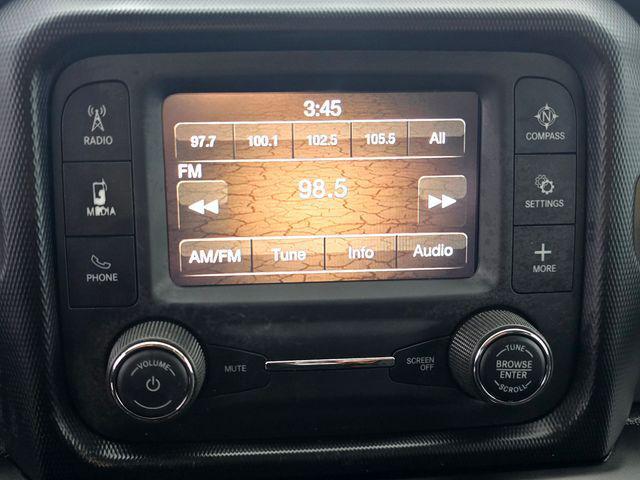 3:45
97.7 100.1 102.5 105.5 All
FM
98.5
AM/FM Tune Info Audio
RADIO
MEDIA
PHONE
COMPASS
N
SETTINGS
MORE
VOLUME
MUTE
SCREEN
OFF
TUNE
BROWSE
ENTER
SCROLL